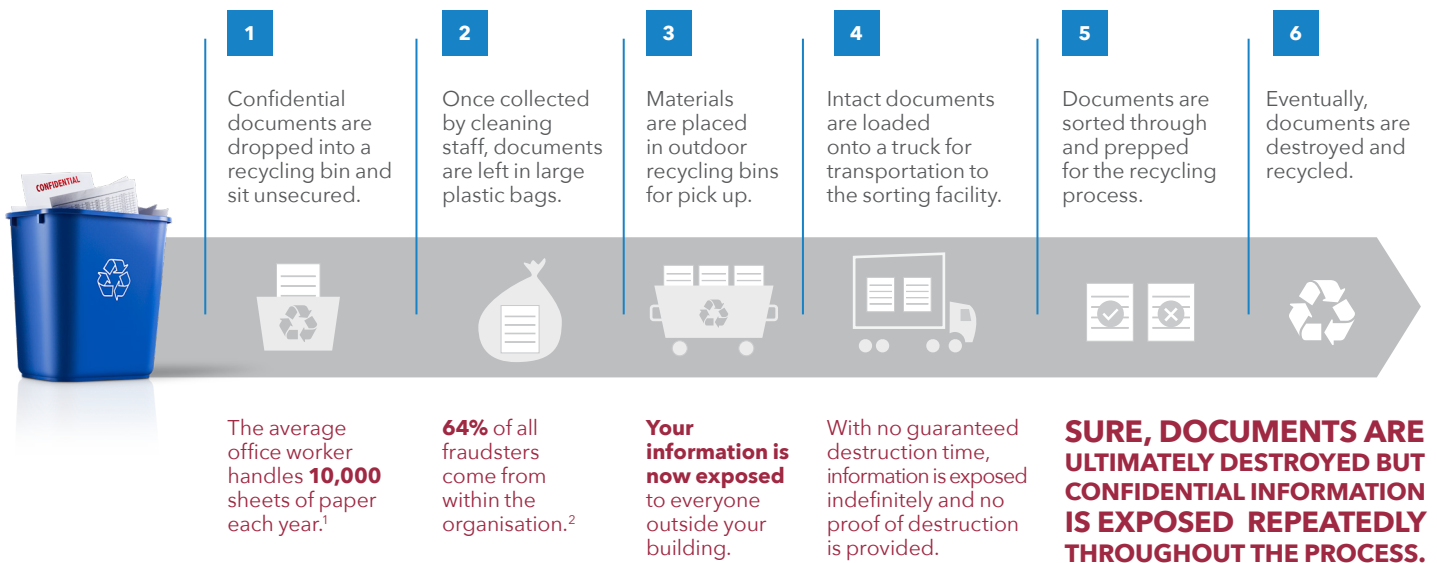 1
Confidential
documents are
dropped into a
recycling bin and
sit unsecured.
2
Once collected
by cleaning
staff, documents
are left in large
plastic bags.
3
Materials
are placed
in outdoor
recycling bins
for pick up.
4
Intact documents
are loaded
onto a truck for
transportation to
the sorting facility.
5
Documents are
sorted through
and prepped
for the recycling
process.
6
Eventually,
documents are
destroyed and
recycled.
CONFIDENTIAL
The average
office worker
handles 10,000
sheets of paper
each year.¹
64% of all
fraudsters
come from
within the
organisation.²
Your
information is
now exposed
to everyone
outside your
building.
With no guaranteed
destruction time,
information is exposed
indefinitely and no
proof of destruction
is provided.
SURE, DOCUMENTS ARE
ULTIMATELY DESTROYED BUT
CONFIDENTIAL INFORMATION
IS EXPOSED REPEATEDLY
THROUGHOUT THE PROCESS.